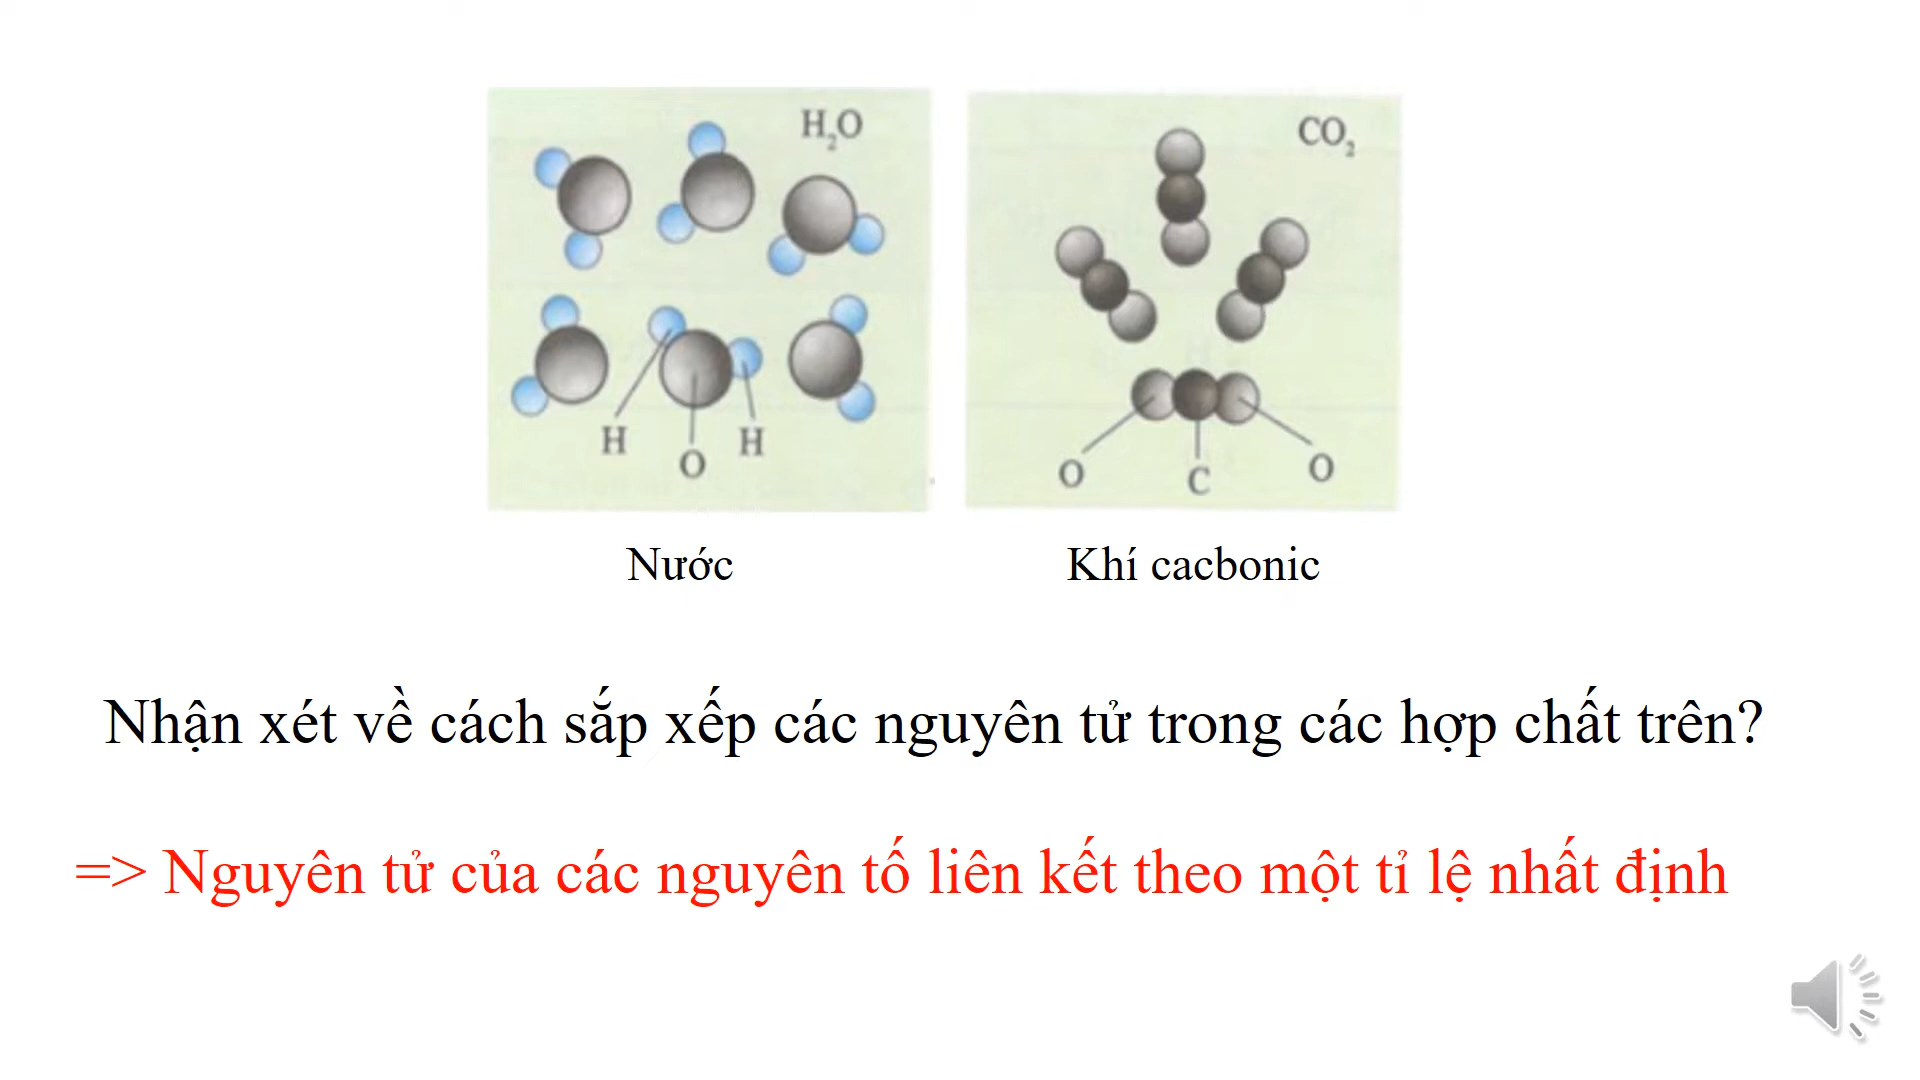 H₂O
CO₂
H
O
H
O
C
O
Nước
Khí cacbonic
Nhận xét về cách sắp xếp các nguyên tử trong các hợp chất trên?
=> Nguyên tử của các nguyên tố liên kết theo một tỉ lệ nhất định